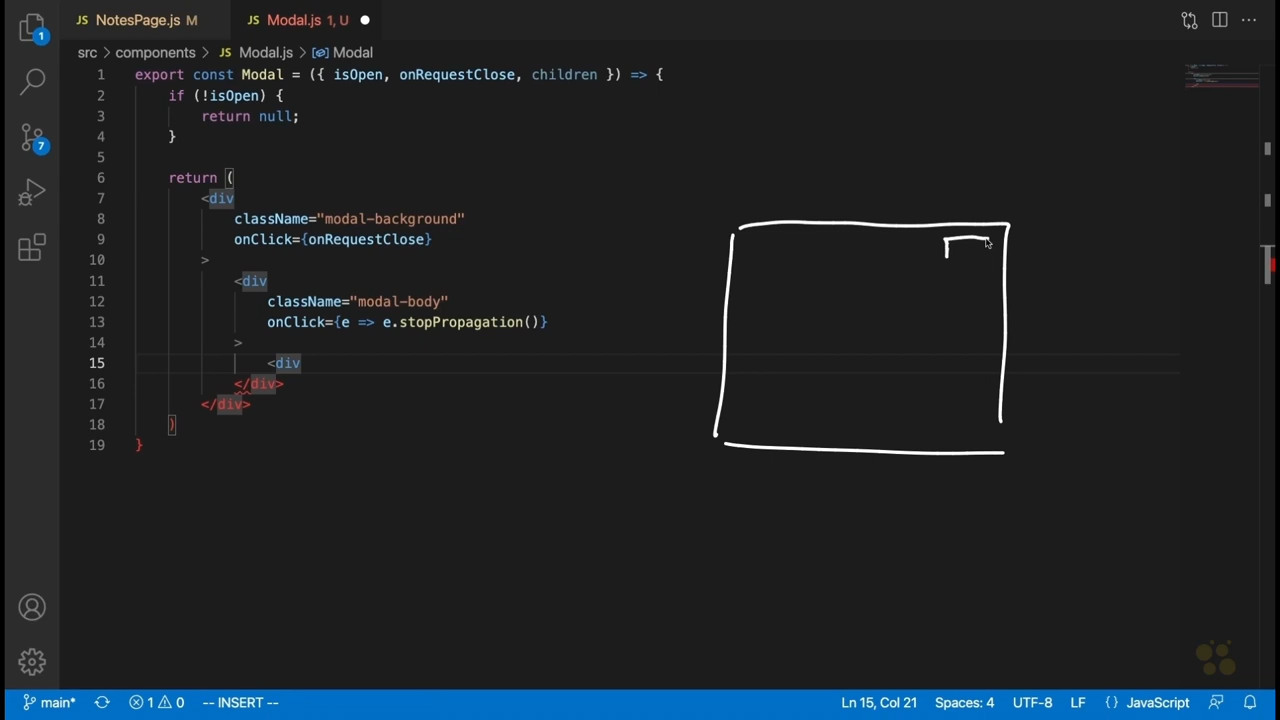 JS NotesPage.js M JS Modal.js 1, U
src > components > JS Modal.js > Modal
1 export const Modal = ({ isOpen, onRequestClose, children }) => {
2 if (!isOpen) {
3 return null;
4 }
5
6 return (
7 <div
8 className="modal-background"
9 onClick={onRequestClose}
10 >
11 <div
12 className="modal-body"
13 onClick={e => e.stopPropagation()}
14 >
15 <div
16 </div>
17 </div>
18 )
19 }
1
7
main* 1 0 -- INSERT -- Ln 15, Col 21 Spaces: 4 UTF-8 LF {} JavaScript